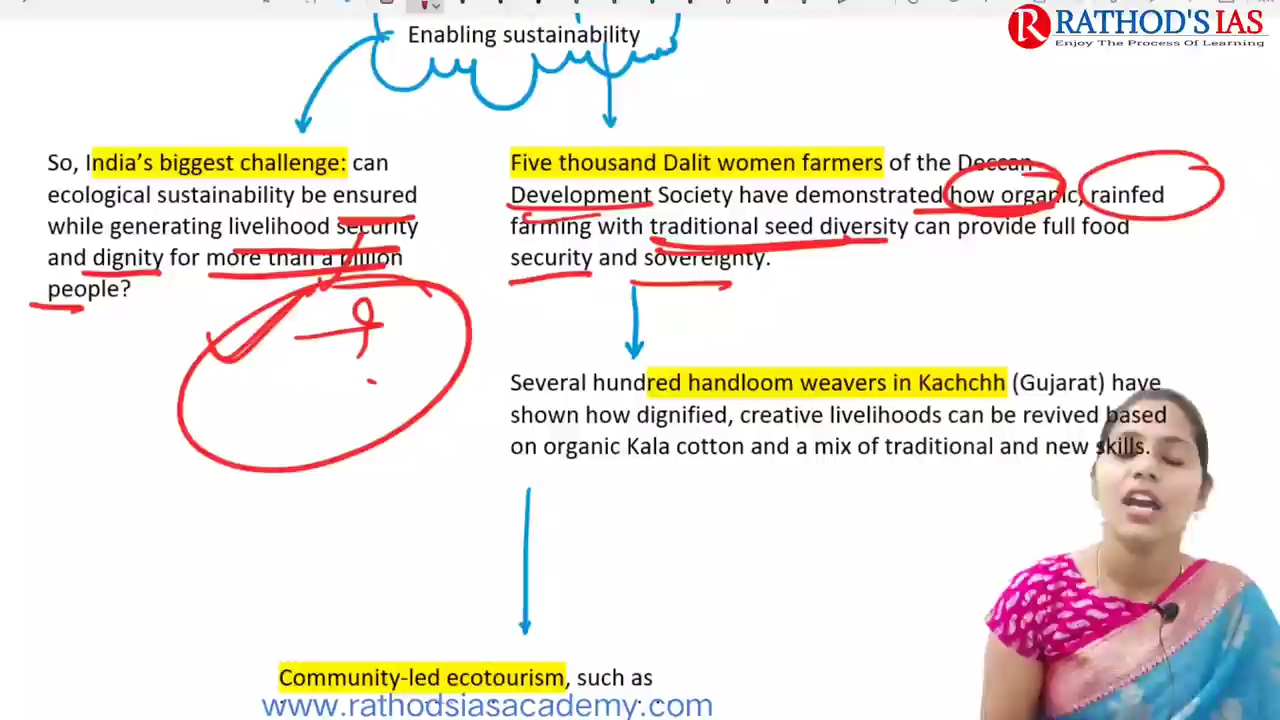 RATHOD'S IAS
Enjoy The Process Of Learning
Enabling sustainability
So, India's biggest challenge: can
ecological sustainability be ensured
while generating livelihood security
and dignity for more than a billion
people?
Five thousand Dalit women farmers of the Deccan
Development Society have demonstrated how organic, rainfed
farming with traditional seed diversity can provide full food
security and sovereignty.
Several hundred handloom weavers in Kachchh (Gujarat) have
shown how dignified, creative livelihoods can be revived based
on organic Kala cotton and a mix of traditional and new skills.
Community-led ecotourism, such as
www.rathodsiasacademy.com